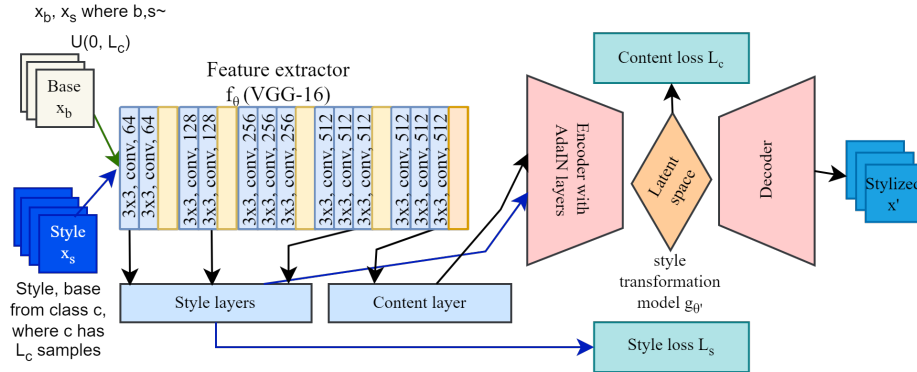 x_b, x_s where b,s~
U(0, L_c)
Base
x_b
Style
x_s
Style, base
from class c,
where c has
L_c samples
Feature extractor
f_θ (VGG-16)
3x3, conv, 64
3x3, conv, 64
3x3, conv, 128
3x3, conv, 128
3x3, conv, 256
3x3, conv, 256
3x3, conv, 256
3x3, conv, 512
3x3, conv, 512
3x3, conv, 512
3x3, conv, 512
3x3, conv, 512
3x3, conv, 512
Style layers
Content layer
Encoder with
AdaIN
layers
Content loss L_c
Latent
space
style
transformation
model g_θ'
Style loss L_s
Decoder
Stylized
x'